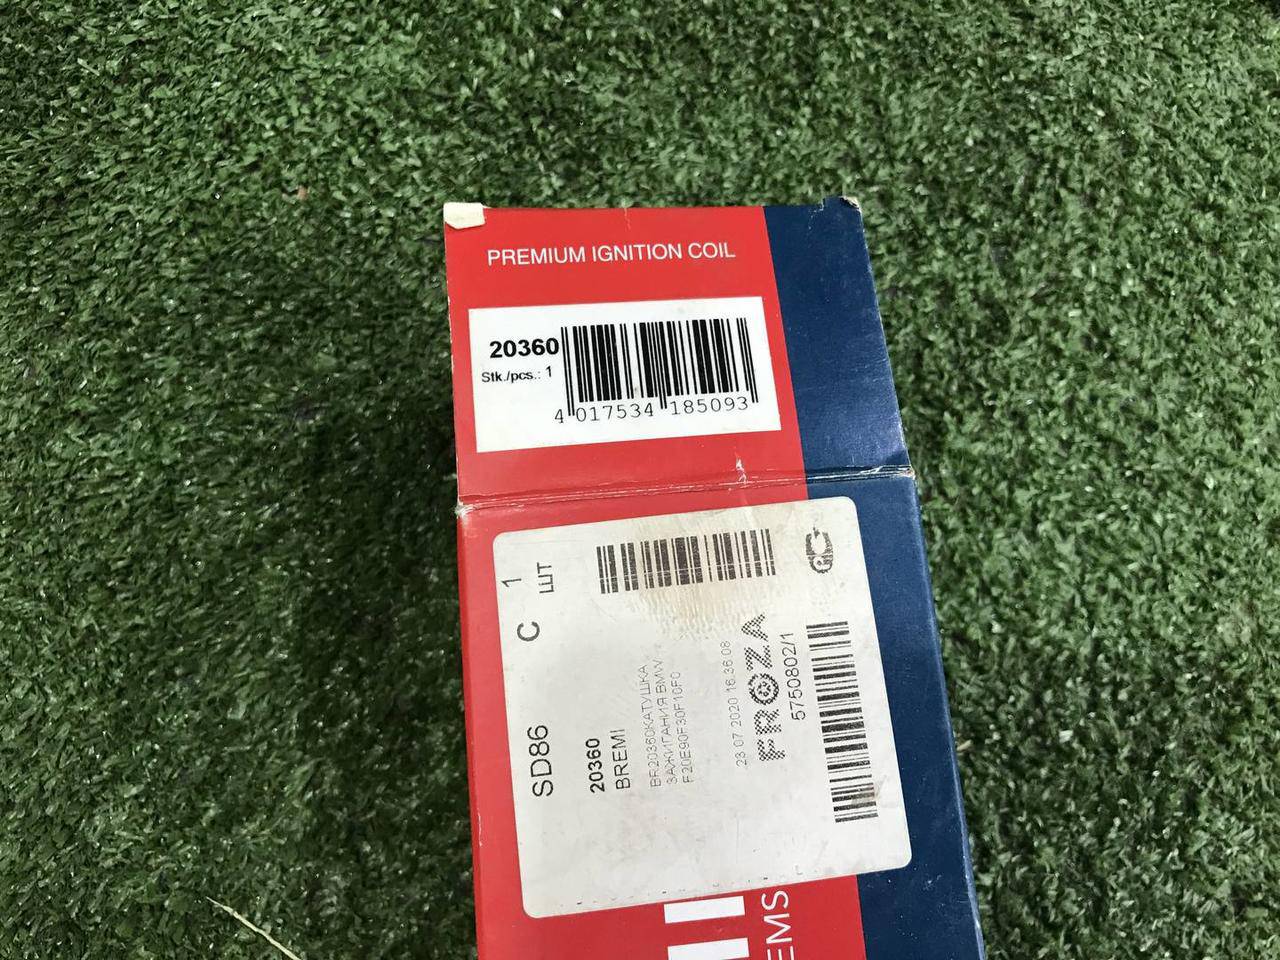 PREMIUM IGNITION COIL
20360
Stk./pcs.: 1
4 017534 185093
SD86 C 1
ШТ
20360
BREMI
BR20360КАТУШКА
ЗАЖИГАНИЯ BMW
F20E90F30F10F0
23 07 2020 16:36:08
FROZA
5750802/1
EMS